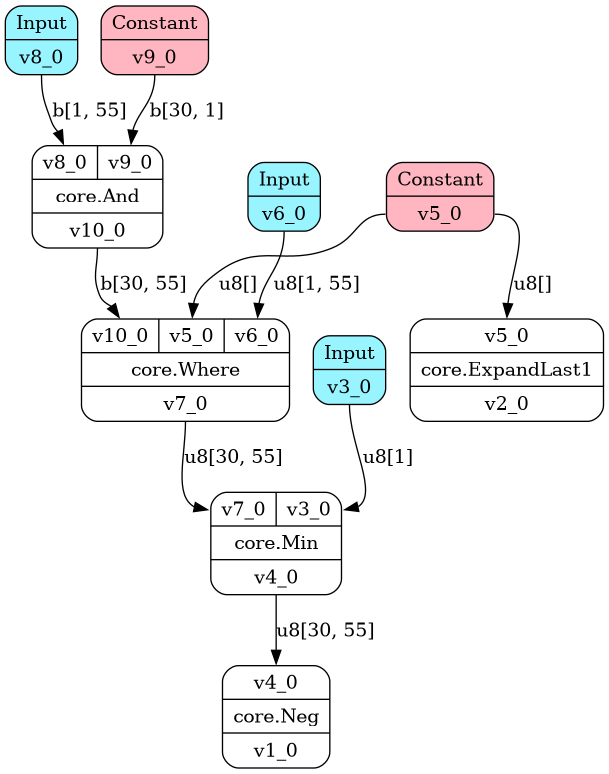 Input
v8_0
Constant
v9_0
b[1, 55]
b[30, 1]
v8_0
v9_0
core.And
v10_0
Input
v6_0
Constant
v5_0
b[30, 55]
u8[]
u8[1, 55]
u8[]
v10_0
v5_0
v6_0
core.Where
v7_0
Input
v3_0
v5_0
core.ExpandLast1
v2_0
u8[30, 55]
u8[1]
v7_0
v3_0
core.Min
v4_0
u8[30, 55]
v4_0
core.Neg
v1_0